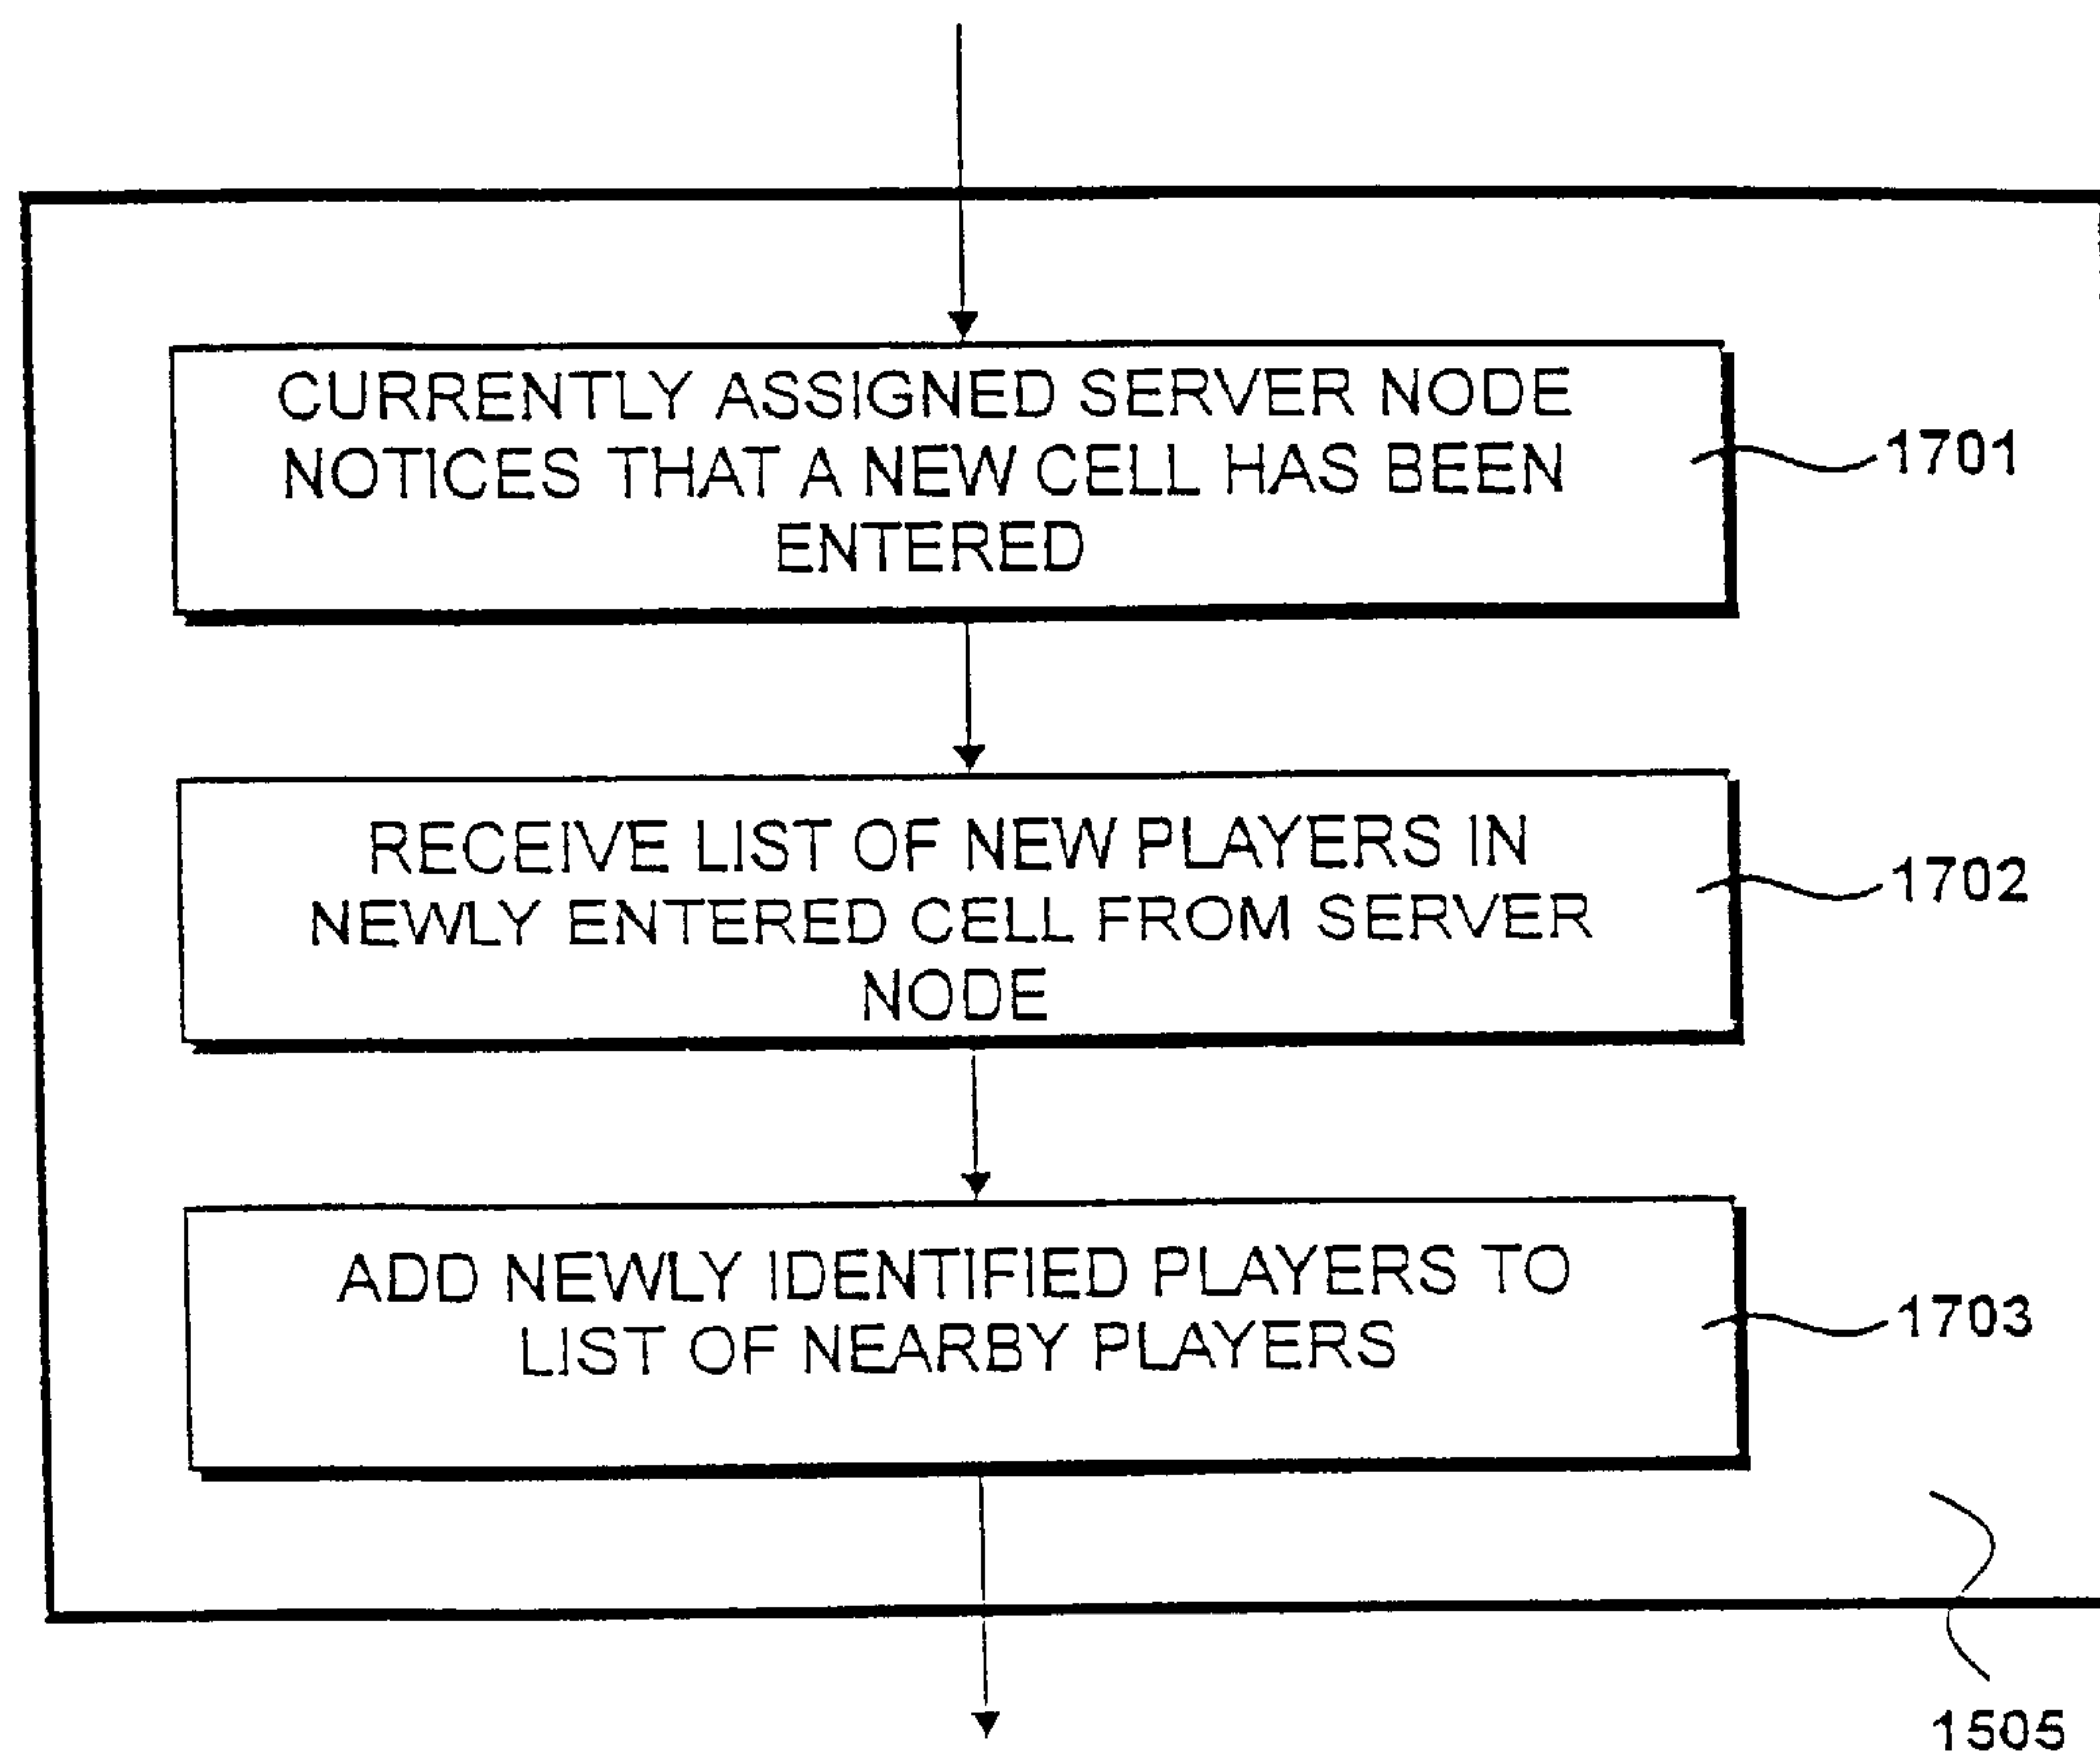 CURRENTLY ASSIGNED SERVER NODE
NOTICES THAT A NEW CELL HAS BEEN
ENTERED
1701
RECEIVE LIST OF NEW PLAYERS IN
NEWLY ENTERED CELL FROM SERVER
NODE
1702
ADD NEWLY IDENTIFIED PLAYERS TO
LIST OF NEARBY PLAYERS
1703
1505